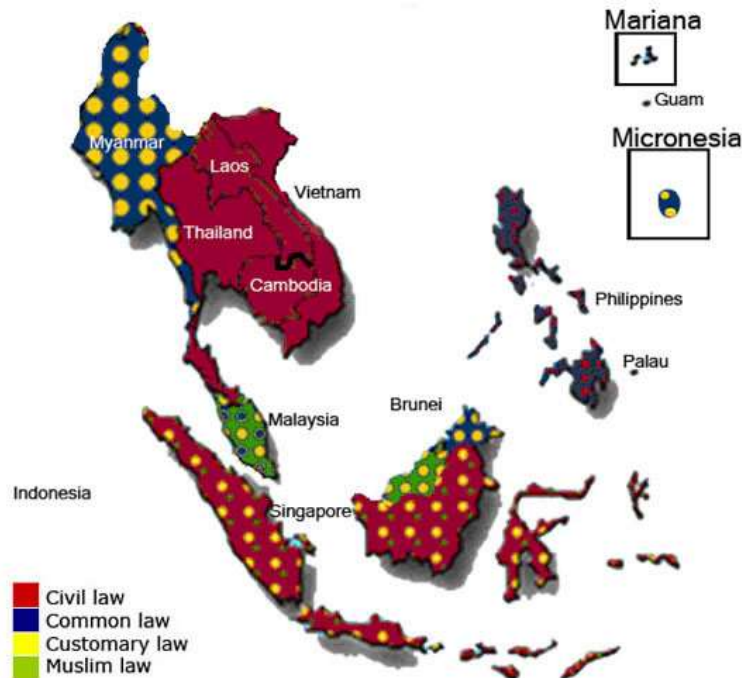 Mariana
Guam
Micronesia
Myanmar
Laos
Vietnam
Thailand
Cambodia
Philippines
Palau
Brunei
Malaysia
Indonesia
Singapore
Civil law
Common law
Customary law
Muslim law